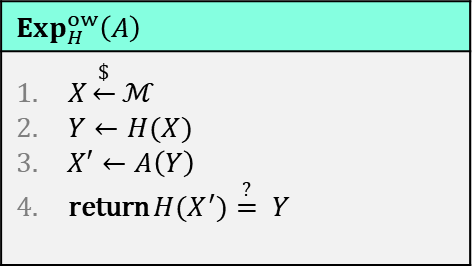 Exp_H^ow(A)
1. X ←$ ℳ
2. Y ← H(X)
3. X′ ← A(Y)
4. return H(X′) =? Y